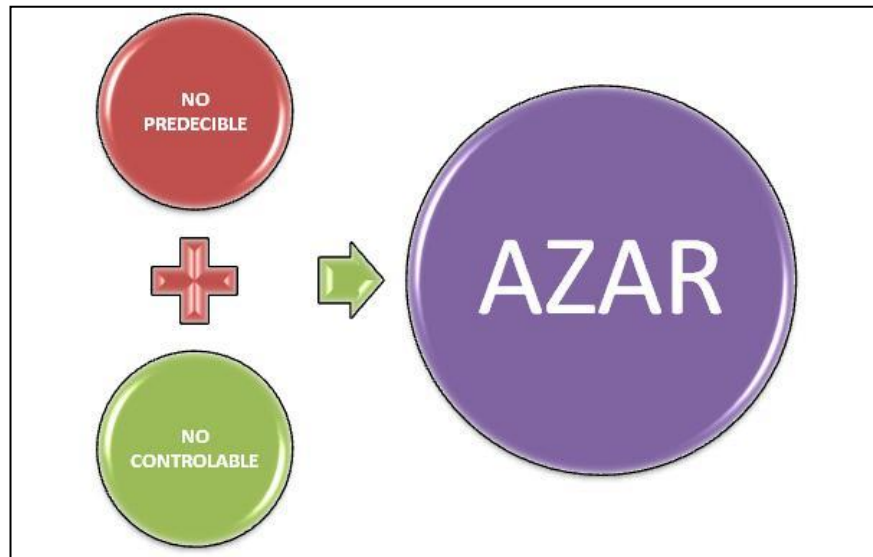 NO
PREDECIBLE
AZAR
NO
CONTROLABLE